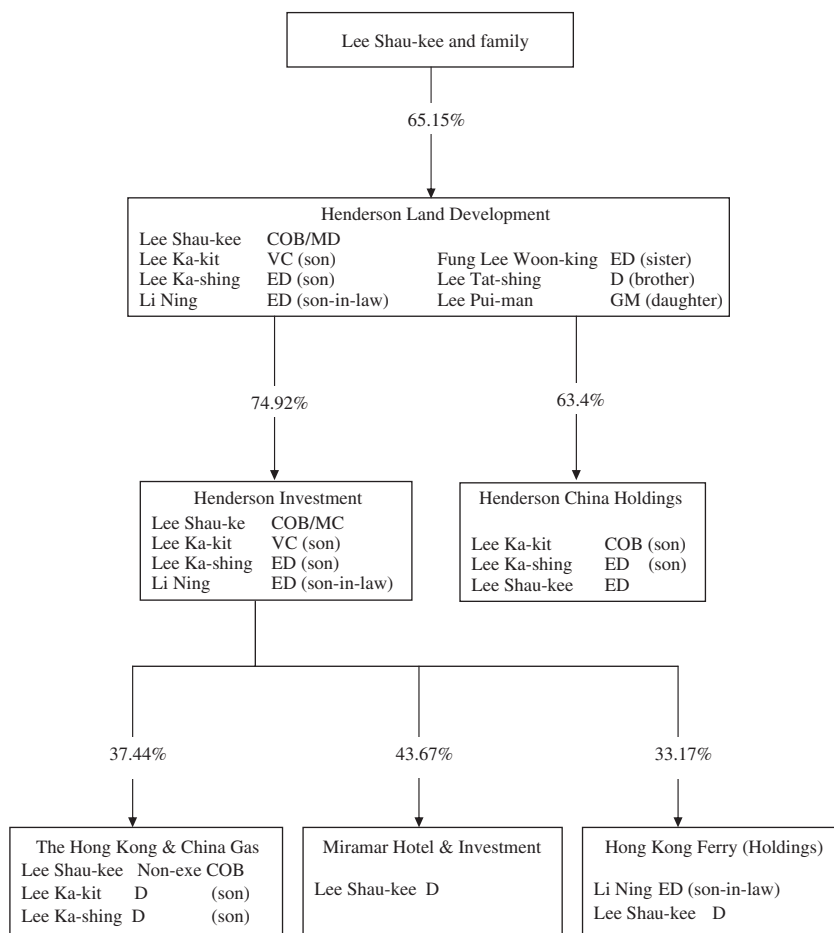 Lee Shau-kee and family
65.15%
Henderson Land Development
Lee Shau-kee COB/MD
Lee Ka-kit VC (son) Fung Lee Woon-king ED (sister)
Lee Ka-shing ED (son) Lee Tat-shing D (brother)
Li Ning ED (son-in-law) Lee Pui-man GM (daughter)
74.92% 63.4%
Henderson Investment
Lee Shau-ke COB/MC
Lee Ka-kit VC (son)
Lee Ka-shing ED (son)
Li Ning ED (son-in-law)
Henderson China Holdings
Lee Ka-kit COB (son)
Lee Ka-shing ED (son)
Lee Shau-kee ED
37.44% 43.67% 33.17%
The Hong Kong & China Gas
Lee Shau-kee Non-exe COB
Lee Ka-kit D (son)
Lee Ka-shing D (son)
Miramar Hotel & Investment
Lee Shau-kee D
Hong Kong Ferry (Holdings)
Li Ning ED (son-in-law)
Lee Shau-kee D